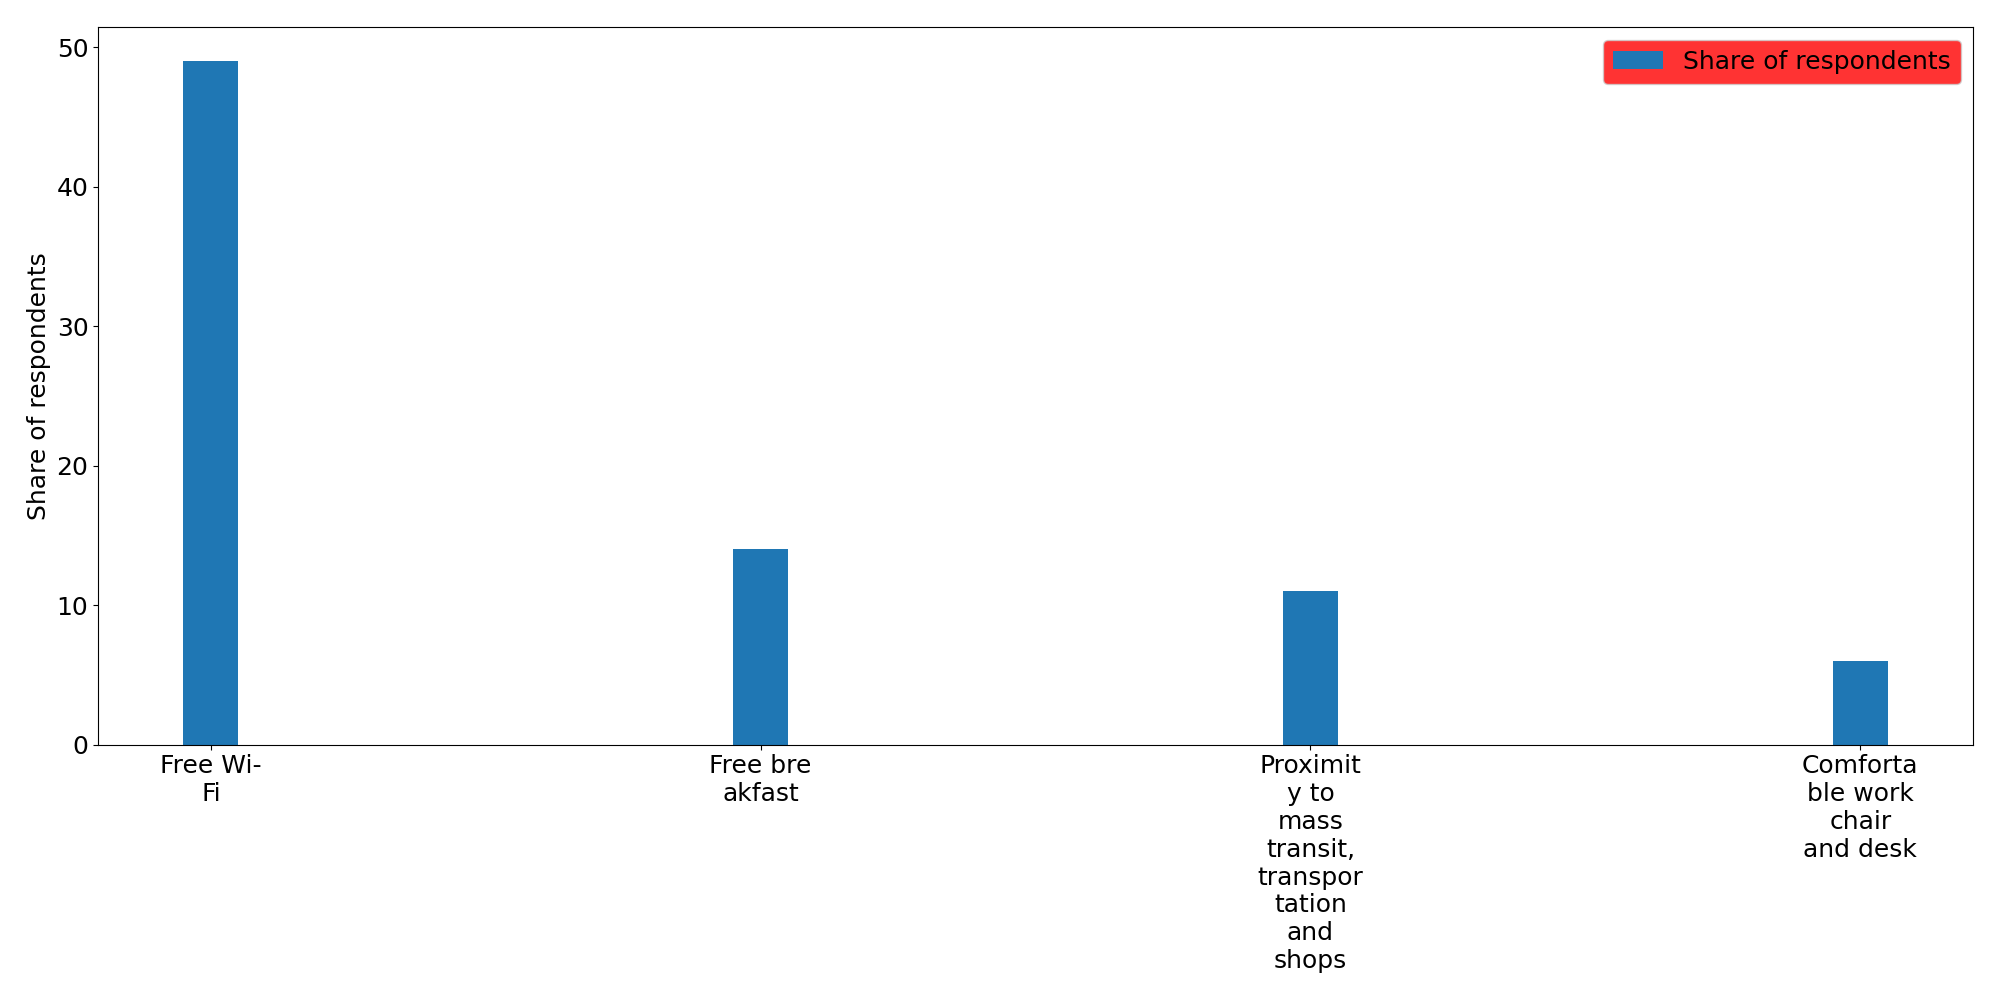 50
40
30
20
10
0
Share of respondents
Share of respondents
Free Wi-
Fi
Free bre
akfast
Proximit
y to
mass
transit,
transpor
tation
and
shops
Comforta
ble work
chair
and desk